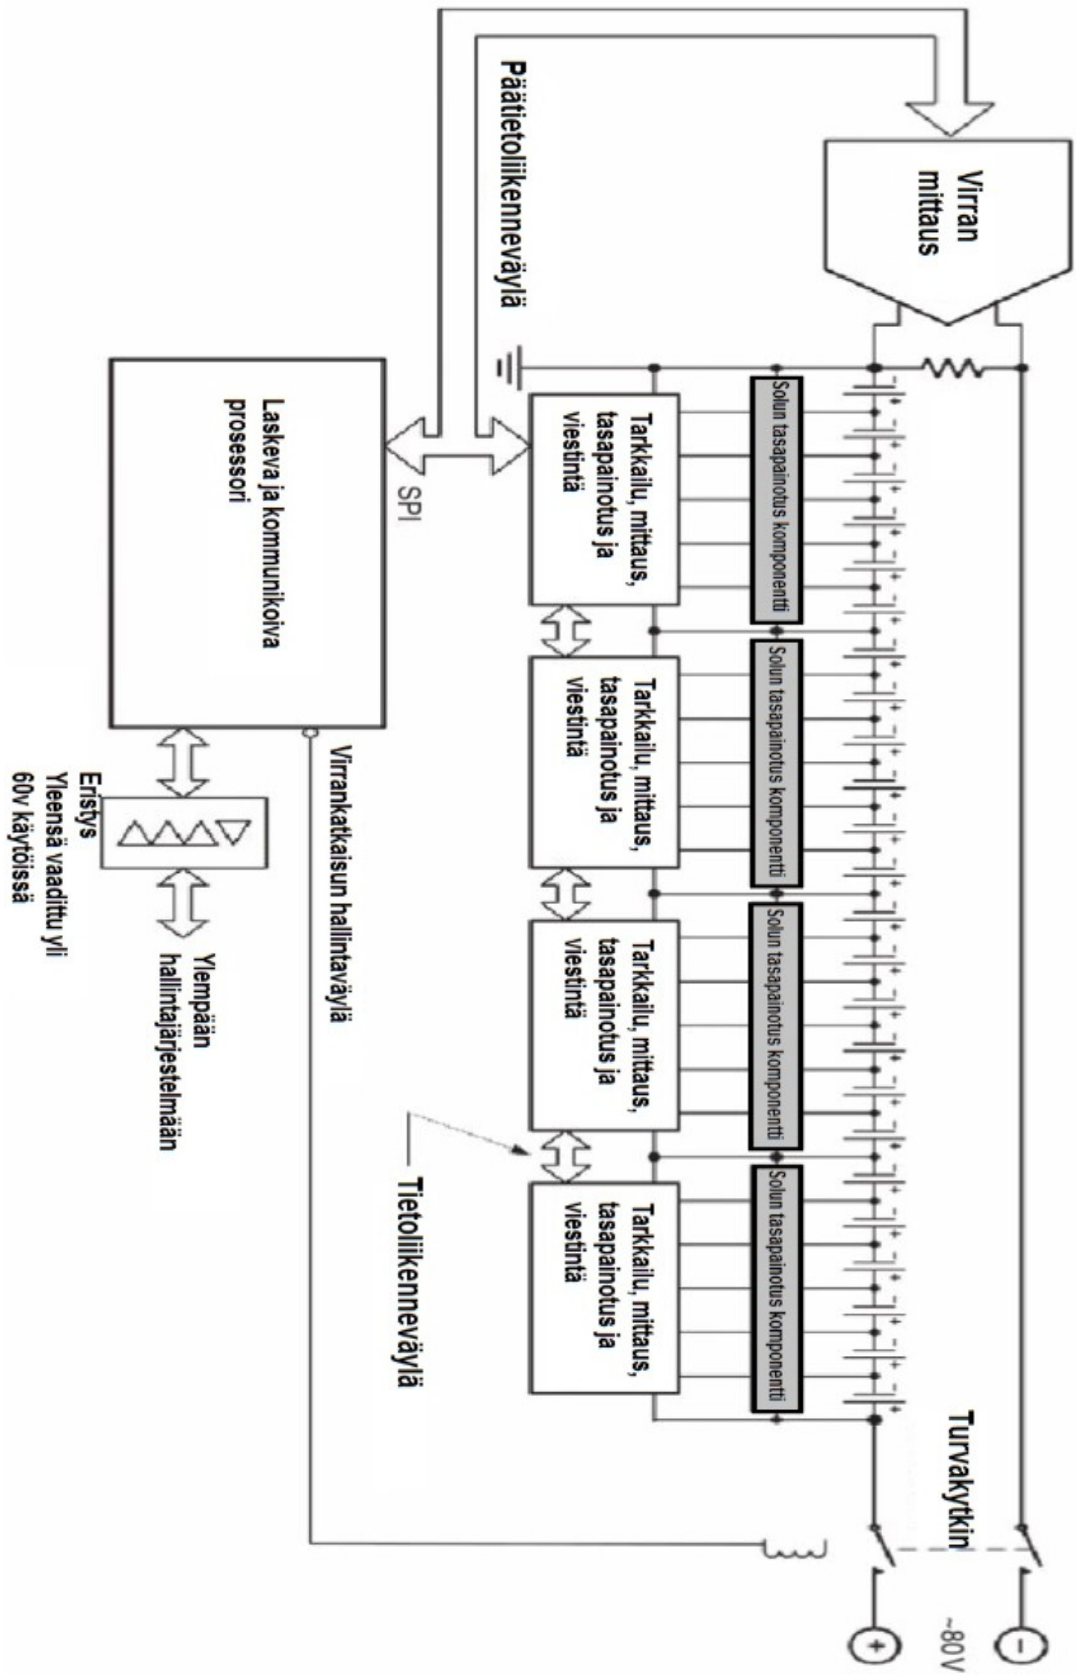 Päätietoliikenneväylä
Virran
mittaus
Laskeva ja kommunikoiva
prosessori
SPI
Tarkkailu, mittaus,
tasapainotus ja
viestintä
Solun tasapainotus komponentti
Tarkkailu, mittaus,
tasapainotus ja
viestintä
Solun tasapainotus komponentti
Tarkkailu, mittaus,
tasapainotus ja
viestintä
Solun tasapainotus komponentti
Tarkkailu, mittaus,
tasapainotus ja
viestintä
Solun tasapainotus komponentti
Virrankatkaisun hallintaväylä
Eristys
Yleensä vaadittu yli
60v käytöissä
Ylempään
hallintajärjestelmään
Tietoliikenneväylä
Turvakytkin
~80V
+
-